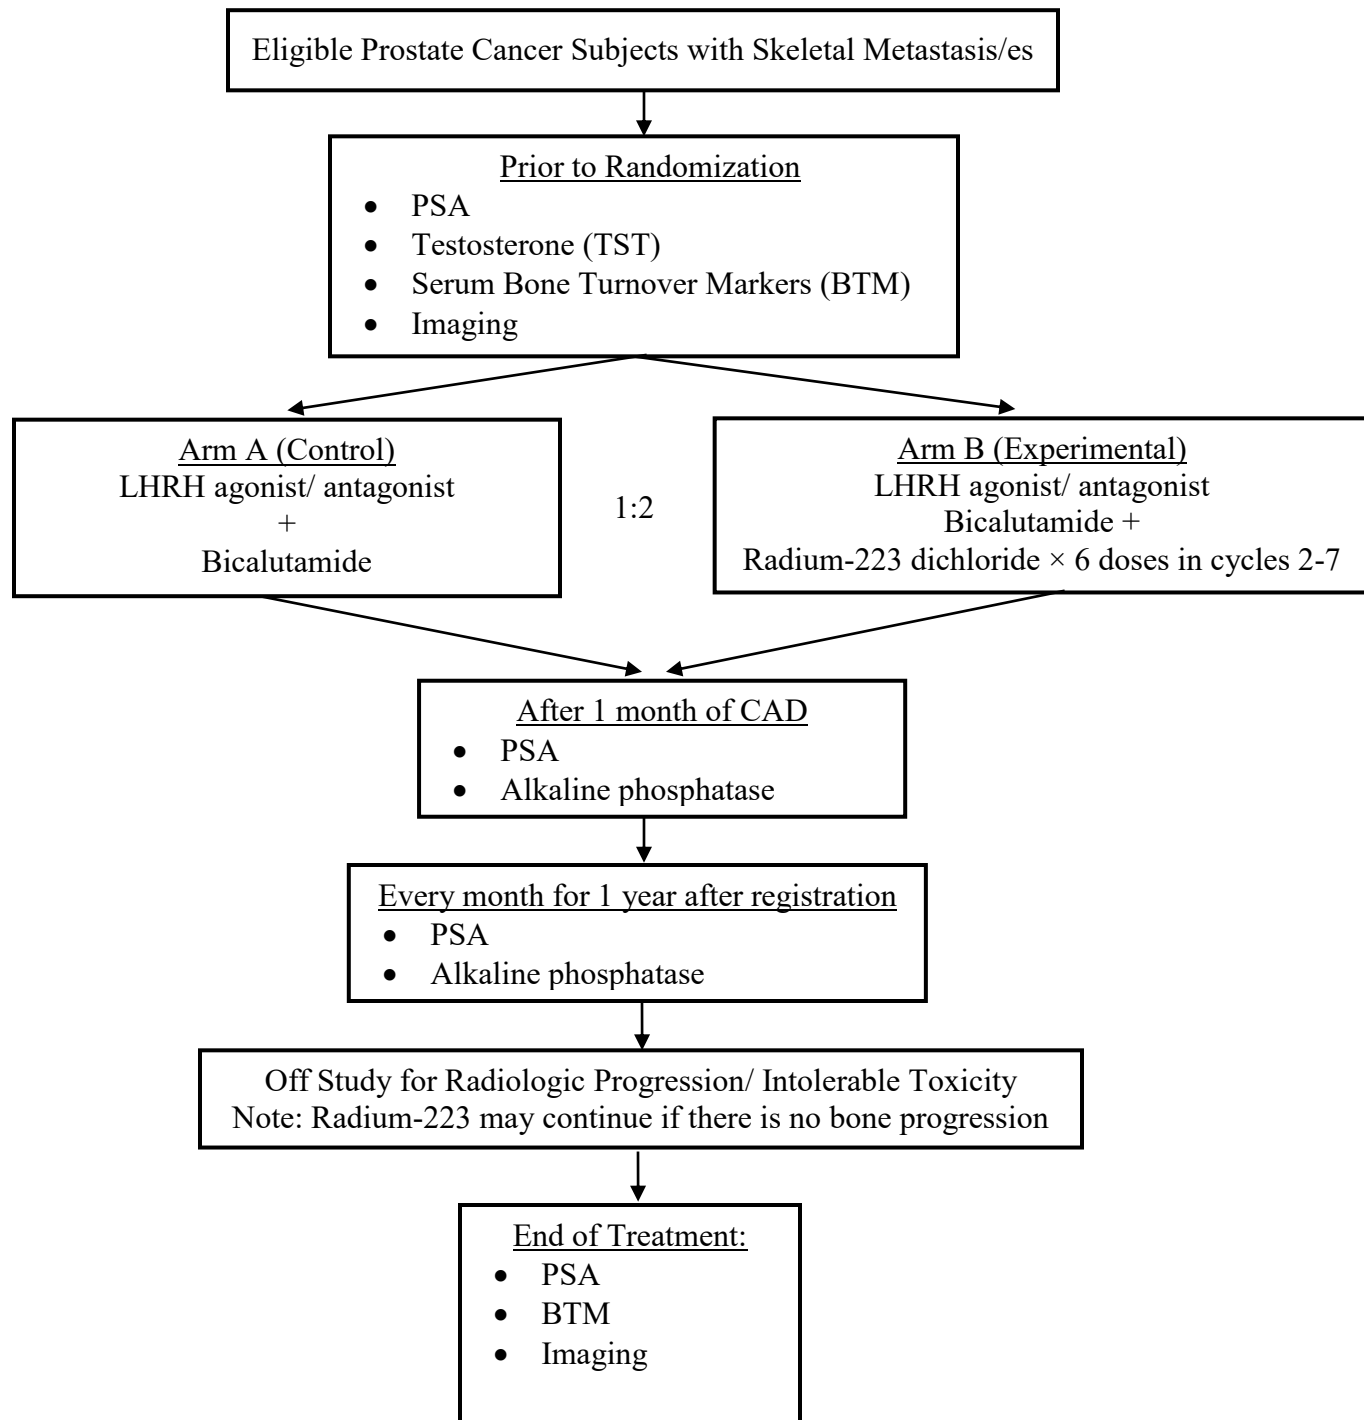 Eligible Prostate Cancer Subjects with Skeletal Metastasis/es
Prior to Randomization
• PSA
• Testosterone (TST)
• Serum Bone Turnover Markers (BTM)
• Imaging
Arm A (Control)
LHRH agonist/ antagonist
+
Bicalutamide
1:2
Arm B (Experimental)
LHRH agonist/ antagonist
Bicalutamide +
Radium-223 dichloride × 6 doses in cycles 2-7
After 1 month of CAD
• PSA
• Alkaline phosphatase
Every month for 1 year after registration
• PSA
• Alkaline phosphatase
Off Study for Radiologic Progression/ Intolerable Toxicity
Note: Radium-223 may continue if there is no bone progression
End of Treatment:
• PSA
• BTM
• Imaging